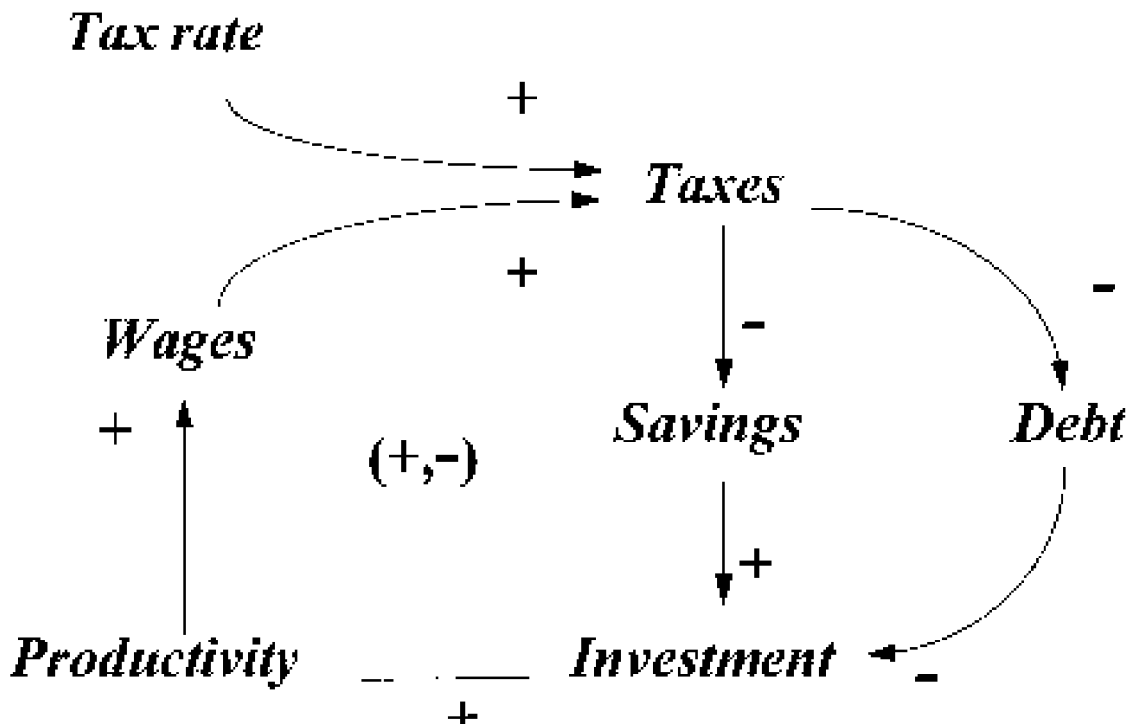 Tax rate
+
Taxes
+
-
Wages
-
+
Savings
Debt
(+,-)
+
Productivity
Investment
-
+